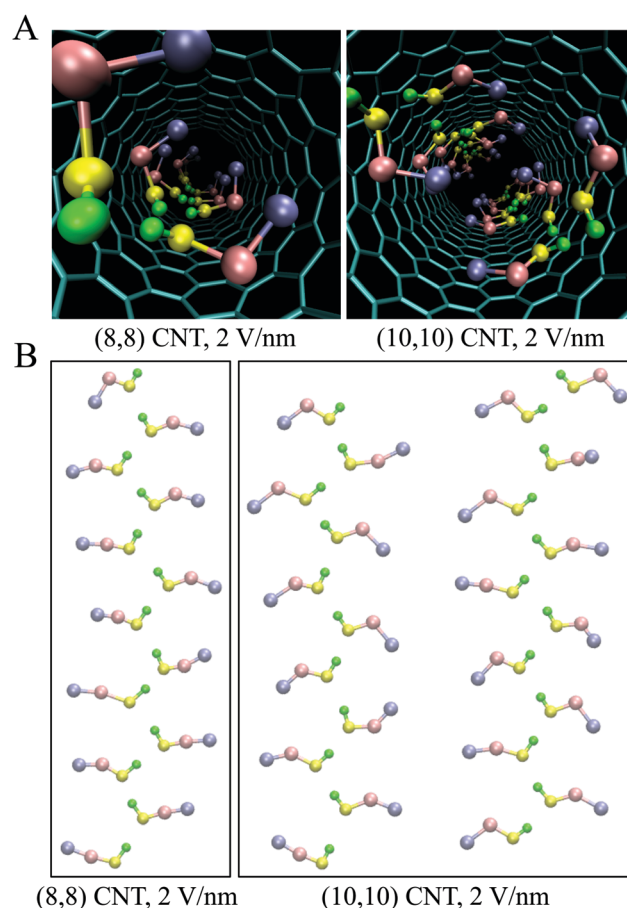 A
(8,8) CNT, 2 V/nm
(10,10) CNT, 2 V/nm
B
(8,8) CNT, 2 V/nm
(10,10) CNT, 2 V/nm